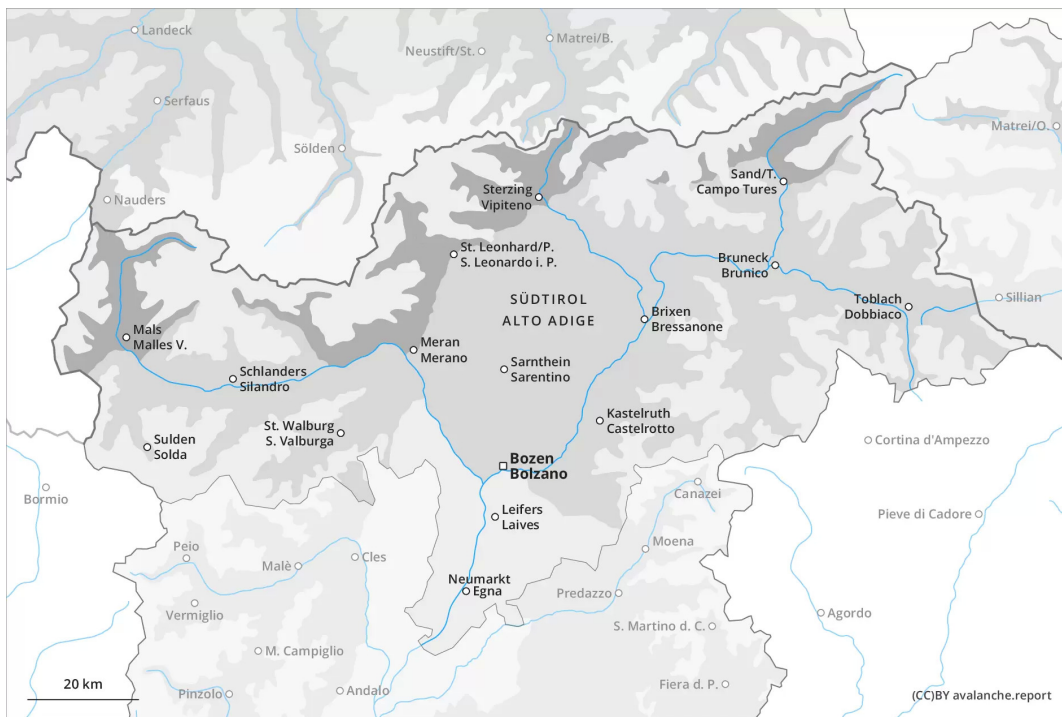 Landeck
Matrei/B.
Neustift/St.
Serfaus
Matrei/O.
Sölden
Sand/T.
Campo Tures
Sterzing
Vipiteno
Nauders
St. Leonhard/P.
S. Leonardo i. P.
Bruneck
Brunico
SÜDTIROL
ALTO ADIGE
Toblach
Dobbiaco
Sillian
Brixen
Bressanone
Mals
Malles V.
Meran
Merano
Sarnthein
Sarentino
Schlanders
Silandro
Kastelruth
Castelrotto
St. Walburg
S. Valburga
Sulden
Solda
Cortina d'Ampezzo
Bozen
Bolzano
Bormio
Canazei
Leifers
Laives
Pieve di Cadore
Peio
Malè
Cles
Moena
Neumarkt
Egna
Predazzo
Vermiglio
Agordo
S. Martino d. C.
M. Campiglio
20 km
Pinzolo
Andalo
Fiera d. P.
(CC)BY avalanche.report